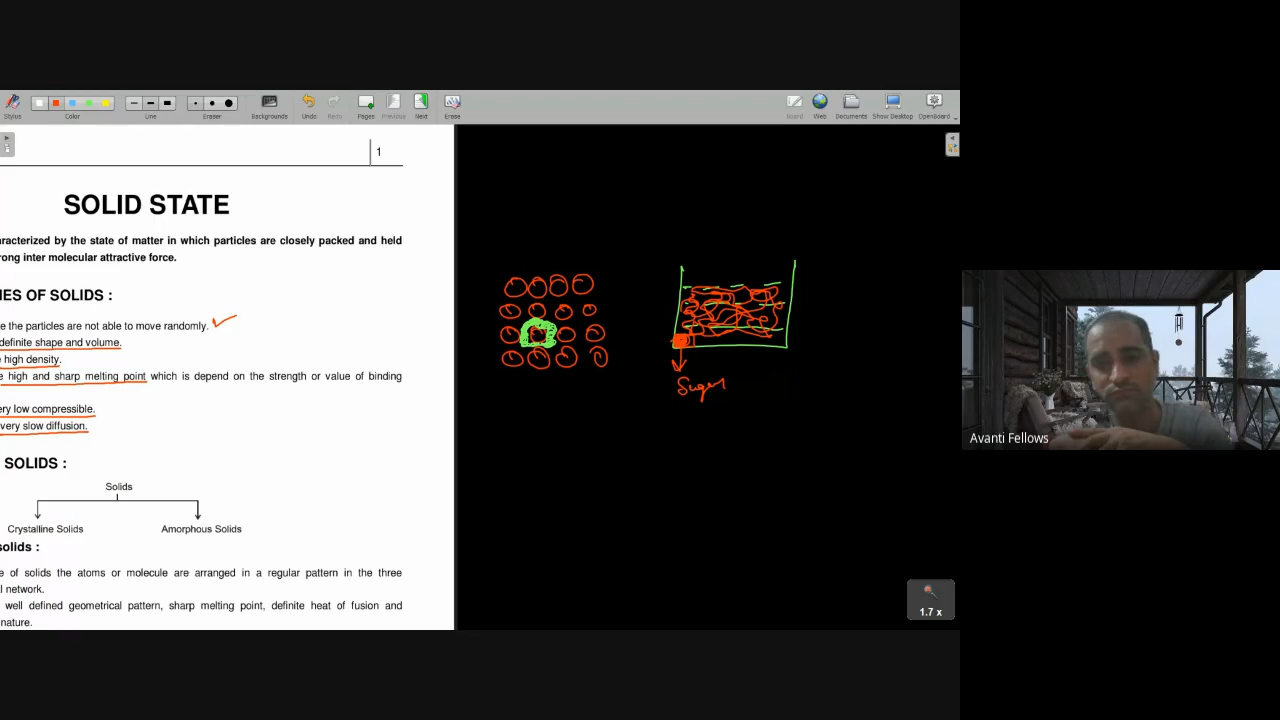 Stylus
Color
Line
Eraser
Backgrounds
Undo
Redo
Pages
Previous
Next
Erase
Board
Web
Documents
Show Desktop
OpenBoard
1
SOLID STATE
aracterized by the state of matter in which particles are closely packed and held
rong inter molecular attractive force.
IES OF SOLIDS :
e the particles are not able to move randomly.
definite shape and volume.
e high density.
e high and sharp melting point which is depend on the strength or value of binding
ery low compressible.
very slow diffusion.
SOLIDS :
Solids
Crystalline Solids
Amorphous Solids
solids :
e of solids the atoms or molecule are arranged in a regular pattern in the three
l network.
well defined geometrical pattern, sharp melting point, definite heat of fusion and
nature.
Sugar
1.7 x
Avanti Fellows